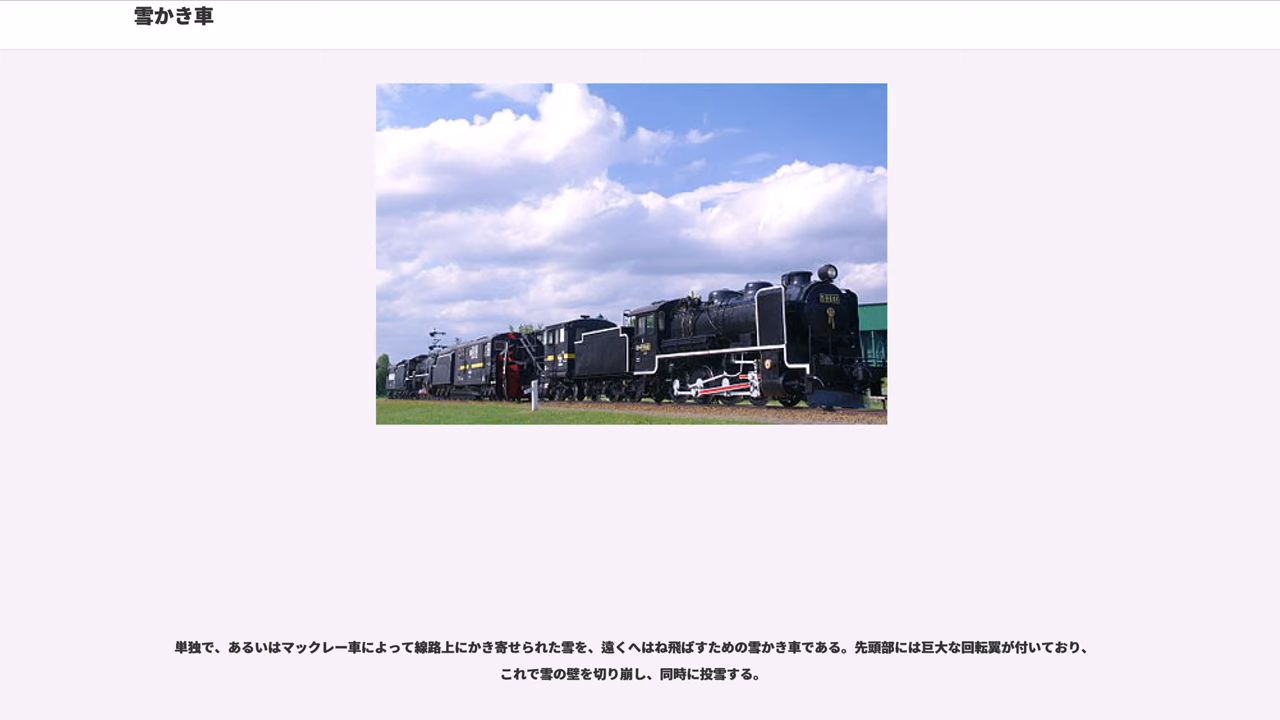 雪かき車
単独で、あるいはマックレー車によって線路上にかき寄せられた雪を、遠くへはね飛ばすための雪かき車である。先頭部には巨大な回転翼が付いており、
これで雪の壁を切り崩し、同時に投雪する。